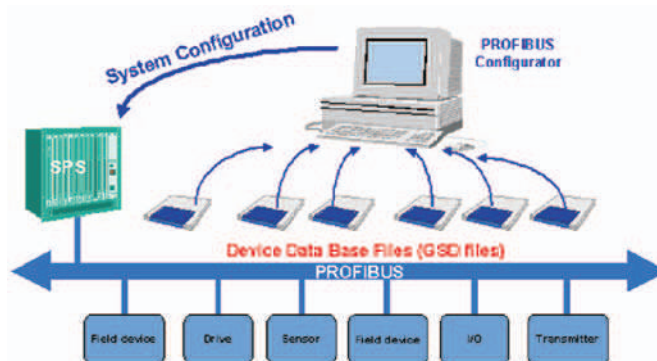 System Configuration
PROFIBUS
Configurator
SPS
Device Data Base Files (GSD files)
PROFIBUS
Field device
Drive
Sensor
Field device
I/O
Transmitter